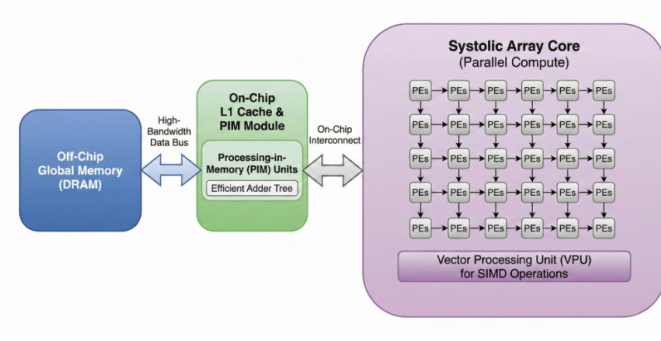 Off-Chip
Global Memory
(DRAM)
High-
Bandwidth
Data Bus
On-Chip
L1 Cache &
PIM Module
Processing-in-
Memory (PIM) Units
Efficient Adder Tree
On-Chip
Interconnect
Systolic Array Core
(Parallel Compute)
PEs PEs PEs PEs PEs PEs
PEs PEs PEs PEs PEs PEs
PEs PEs PEs PEs PEs PEs
PEs PEs PEs PEs PEs PEs
PEs PEs PEs PEs PEs PEs
Vector Processing Unit (VPU)
for SIMD Operations